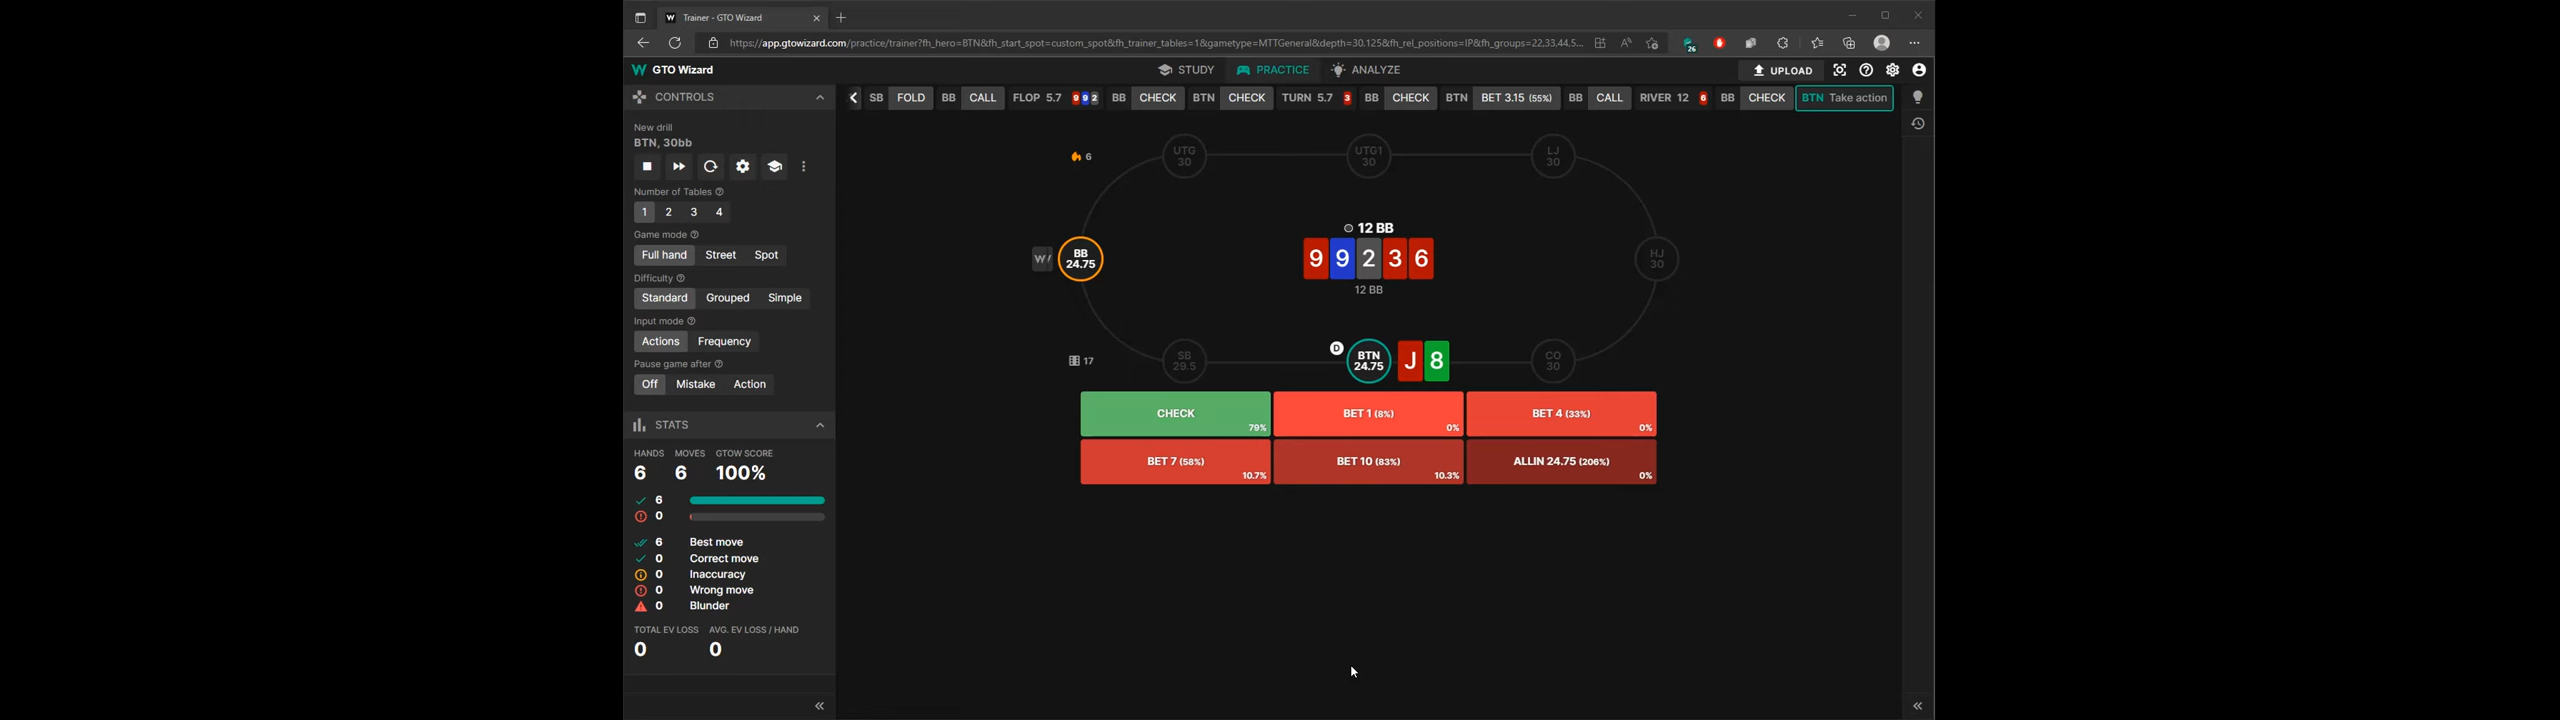 Trainer - GTO Wizard
https://app.gtowizard.com/practice/trainer?fh_hero=BTN&fh_start_spot=custom_spot&fh_trainer_tables=1&gametype=MTTGeneral&depth=30.125&fh_rel_positions=IP&fh_groups=22,33,44,5...
26
W GTO Wizard
STUDY
PRACTICE
ANALYZE
UPLOAD
CONTROLS
SB FOLD BB CALL FLOP 5.7 9 9 2 BB CHECK BTN CHECK TURN 5.7 3 BB CHECK BTN BET 3.15 (55%) BB CALL RIVER 12 6 BB CHECK BTN Take action
New drill
BTN, 30bb
Number of Tables
1 2 3 4
Game mode
Full hand Street Spot
Difficulty
Standard Grouped Simple
Input mode
Actions Frequency
Pause game after
Off Mistake Action
STATS
HANDS MOVES GTOW SCORE
6 6 100%
6
0
6 Best move
0 Correct move
0 Inaccuracy
0 Wrong move
0 Blunder
TOTAL EV LOSS AVG. EV LOSS / HAND
0 0
6
UTG
30
UTG1
30
LJ
30
12 BB
W
BB
24.75
9 9 2 3 6
HJ
30
12 BB
17
SB
29.5
D
BTN
24.75
J 8
CO
30
CHECK
79%
BET 1 (8%)
0%
BET 4 (33%)
0%
BET 7 (58%)
10.7%
BET 10 (83%)
10.3%
ALLIN 24.75 (206%)
0%